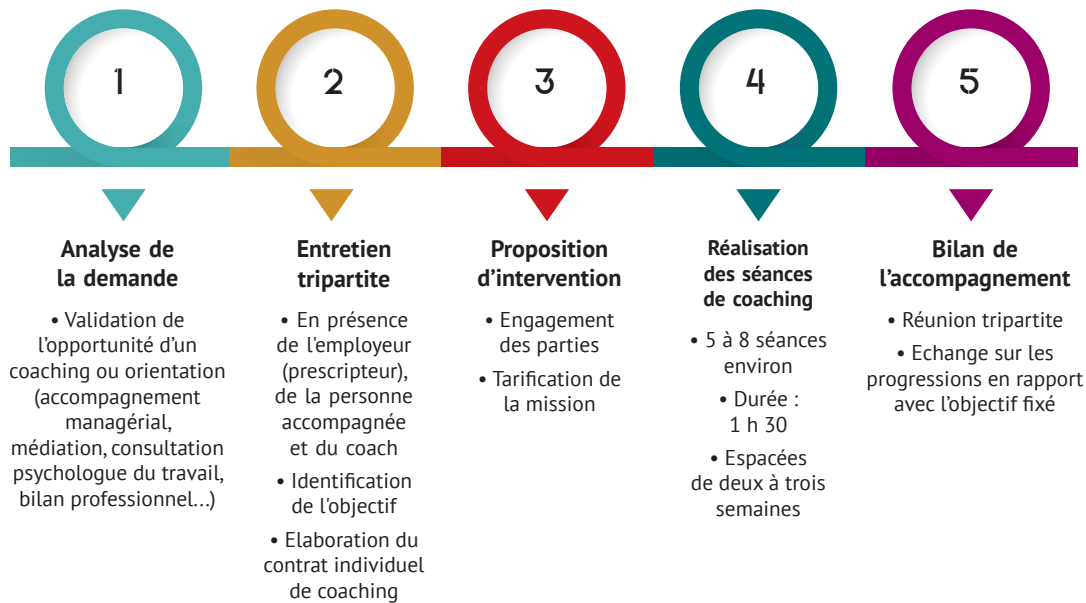 1
Analyse de
la demande
• Validation de
l'opportunité d'un
coaching ou orientation
(accompagnement
managérial,
médiation, consultation
psychologue du travail,
bilan professionnel...)
2
Entretien
tripartite
• En présence
de l'employeur
(prescripteur),
de la personne
accompagnée
et du coach
• Identification
de l'objectif
• Elaboration du
contrat individuel
de coaching
3
Proposition
d'intervention
• Engagement
des parties
• Tarification de
la mission
4
Réalisation
des séances
de coaching
• 5 à 8 séances
environ
• Durée :
1 h 30
• Espacées
de deux à trois
semaines
5
Bilan de
l'accompagnement
• Réunion tripartite
• Echange sur les
progressions en rapport
avec l'objectif fixé